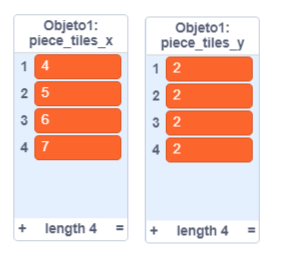 Objeto1:
piece_tiles_x
1 4
2 5
3 6
4 7
+ length 4 =
Objeto1:
piece_tiles_y
1 2
2 2
3 2
4 2
+ length 4 =